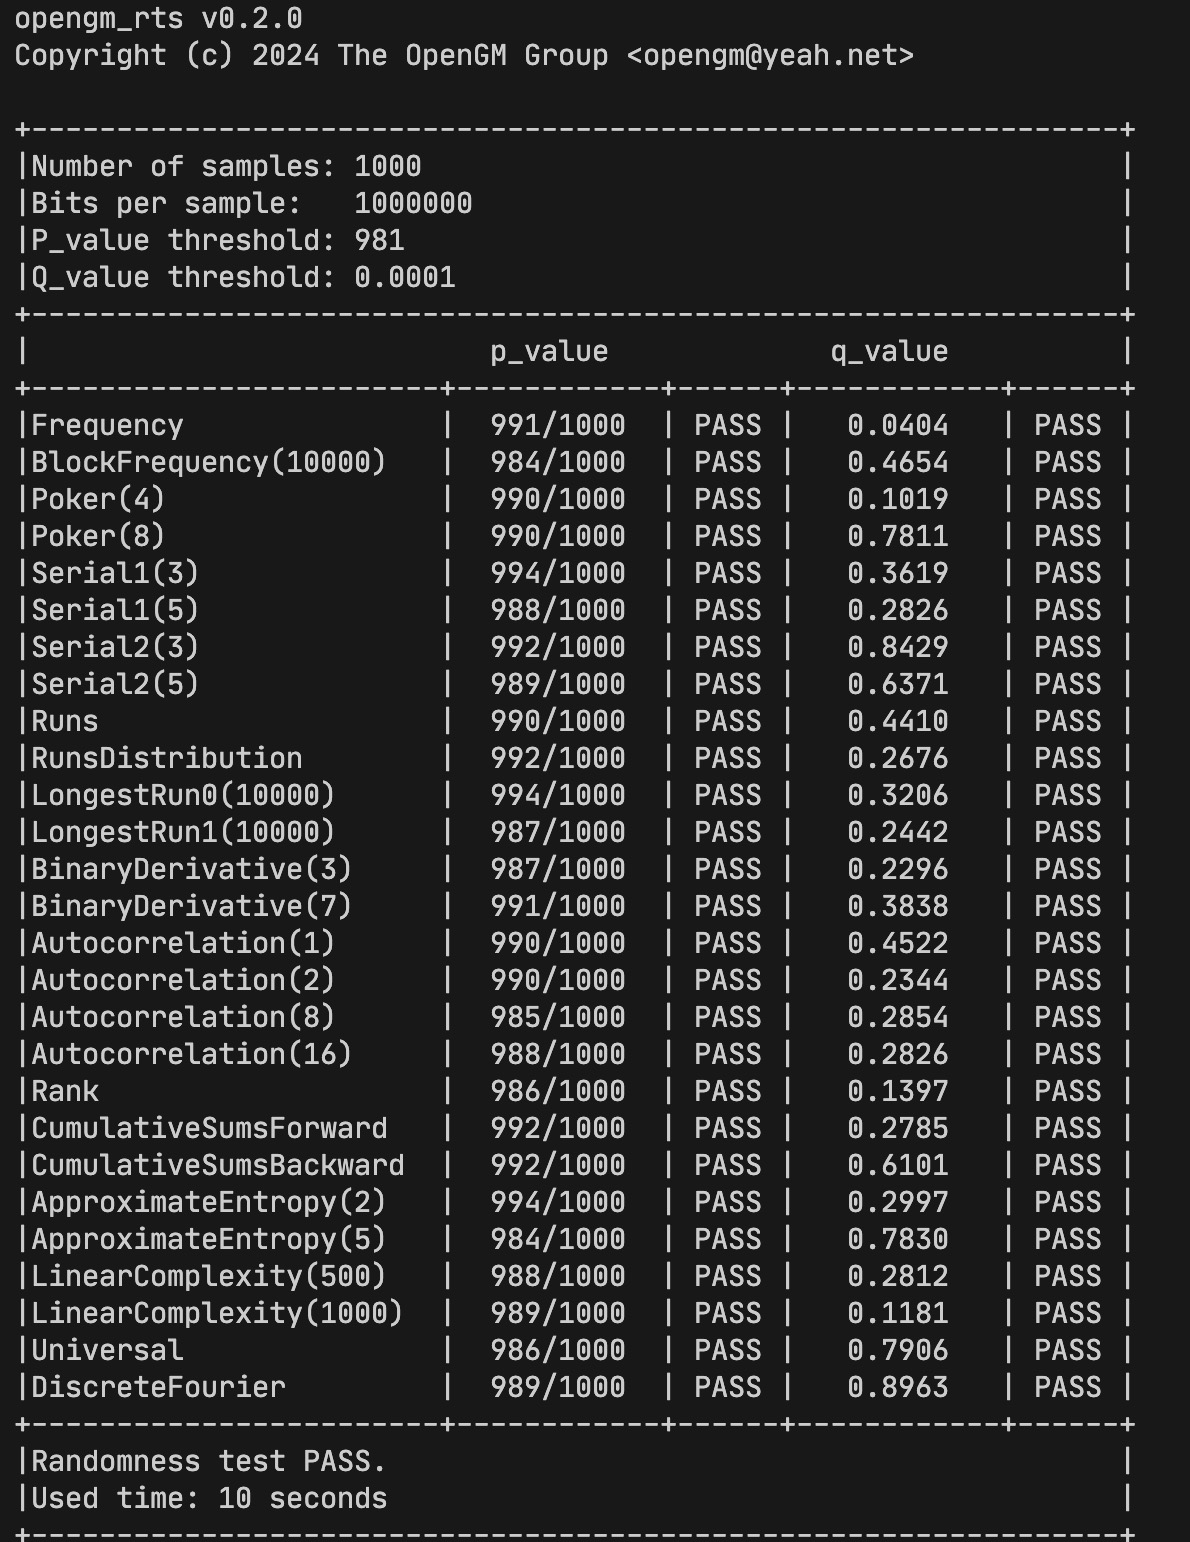 opengm_rts v0.2.0
Copyright (c) 2024 The OpenGM Group <opengm@yeah.net>

+----------------------------------------------------------------+
|Number of samples: 1000                                         |
|Bits per sample:   1000000                                      |
|P_value threshold: 981                                          |
|Q_value threshold: 0.0001                                       |
+----------------------------------------------------------------+
|                           p_value             q_value          |
+------------------------+------------+------+------------+------+
|Frequency               |  991/1000  | PASS |   0.0404   | PASS |
|BlockFrequency(10000)   |  984/1000  | PASS |   0.4654   | PASS |
|Poker(4)                |  990/1000  | PASS |   0.1019   | PASS |
|Poker(8)                |  990/1000  | PASS |   0.7811   | PASS |
|Serial1(3)              |  994/1000  | PASS |   0.3619   | PASS |
|Serial1(5)              |  988/1000  | PASS |   0.2826   | PASS |
|Serial2(3)              |  992/1000  | PASS |   0.8429   | PASS |
|Serial2(5)              |  989/1000  | PASS |   0.6371   | PASS |
|Runs                    |  990/1000  | PASS |   0.4410   | PASS |
|RunsDistribution        |  992/1000  | PASS |   0.2676   | PASS |
|LongestRun0(10000)      |  994/1000  | PASS |   0.3206   | PASS |
|LongestRun1(10000)      |  987/1000  | PASS |   0.2442   | PASS |
|BinaryDerivative(3)     |  987/1000  | PASS |   0.2296   | PASS |
|BinaryDerivative(7)     |  991/1000  | PASS |   0.3838   | PASS |
|Autocorrelation(1)      |  990/1000  | PASS |   0.4522   | PASS |
|Autocorrelation(2)      |  990/1000  | PASS |   0.2344   | PASS |
|Autocorrelation(8)      |  985/1000  | PASS |   0.2854   | PASS |
|Autocorrelation(16)     |  988/1000  | PASS |   0.2826   | PASS |
|Rank                    |  986/1000  | PASS |   0.1397   | PASS |
|CumulativeSumsForward   |  992/1000  | PASS |   0.2785   | PASS |
|CumulativeSumsBackward  |  992/1000  | PASS |   0.6101   | PASS |
|ApproximateEntropy(2)   |  994/1000  | PASS |   0.2997   | PASS |
|ApproximateEntropy(5)   |  984/1000  | PASS |   0.7830   | PASS |
|LinearComplexity(500)   |  988/1000  | PASS |   0.2812   | PASS |
|LinearComplexity(1000)  |  989/1000  | PASS |   0.1181   | PASS |
|Universal               |  986/1000  | PASS |   0.7906   | PASS |
|DiscreteFourier         |  989/1000  | PASS |   0.8963   | PASS |
+------------------------+------------+------+------------+------+
|Randomness test PASS.                                           |
|Used time: 10 seconds                                           |
+----------------------------------------------------------------+